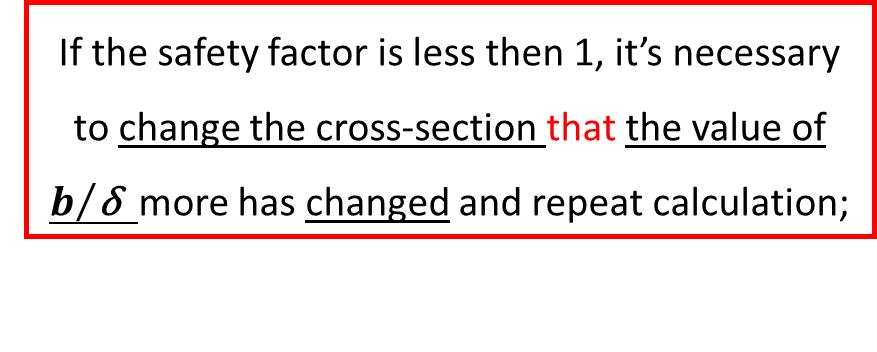 If the safety factor is less then 1, it’s necessary
to change the cross-section that the value of
b/δ more has changed and repeat calculation;